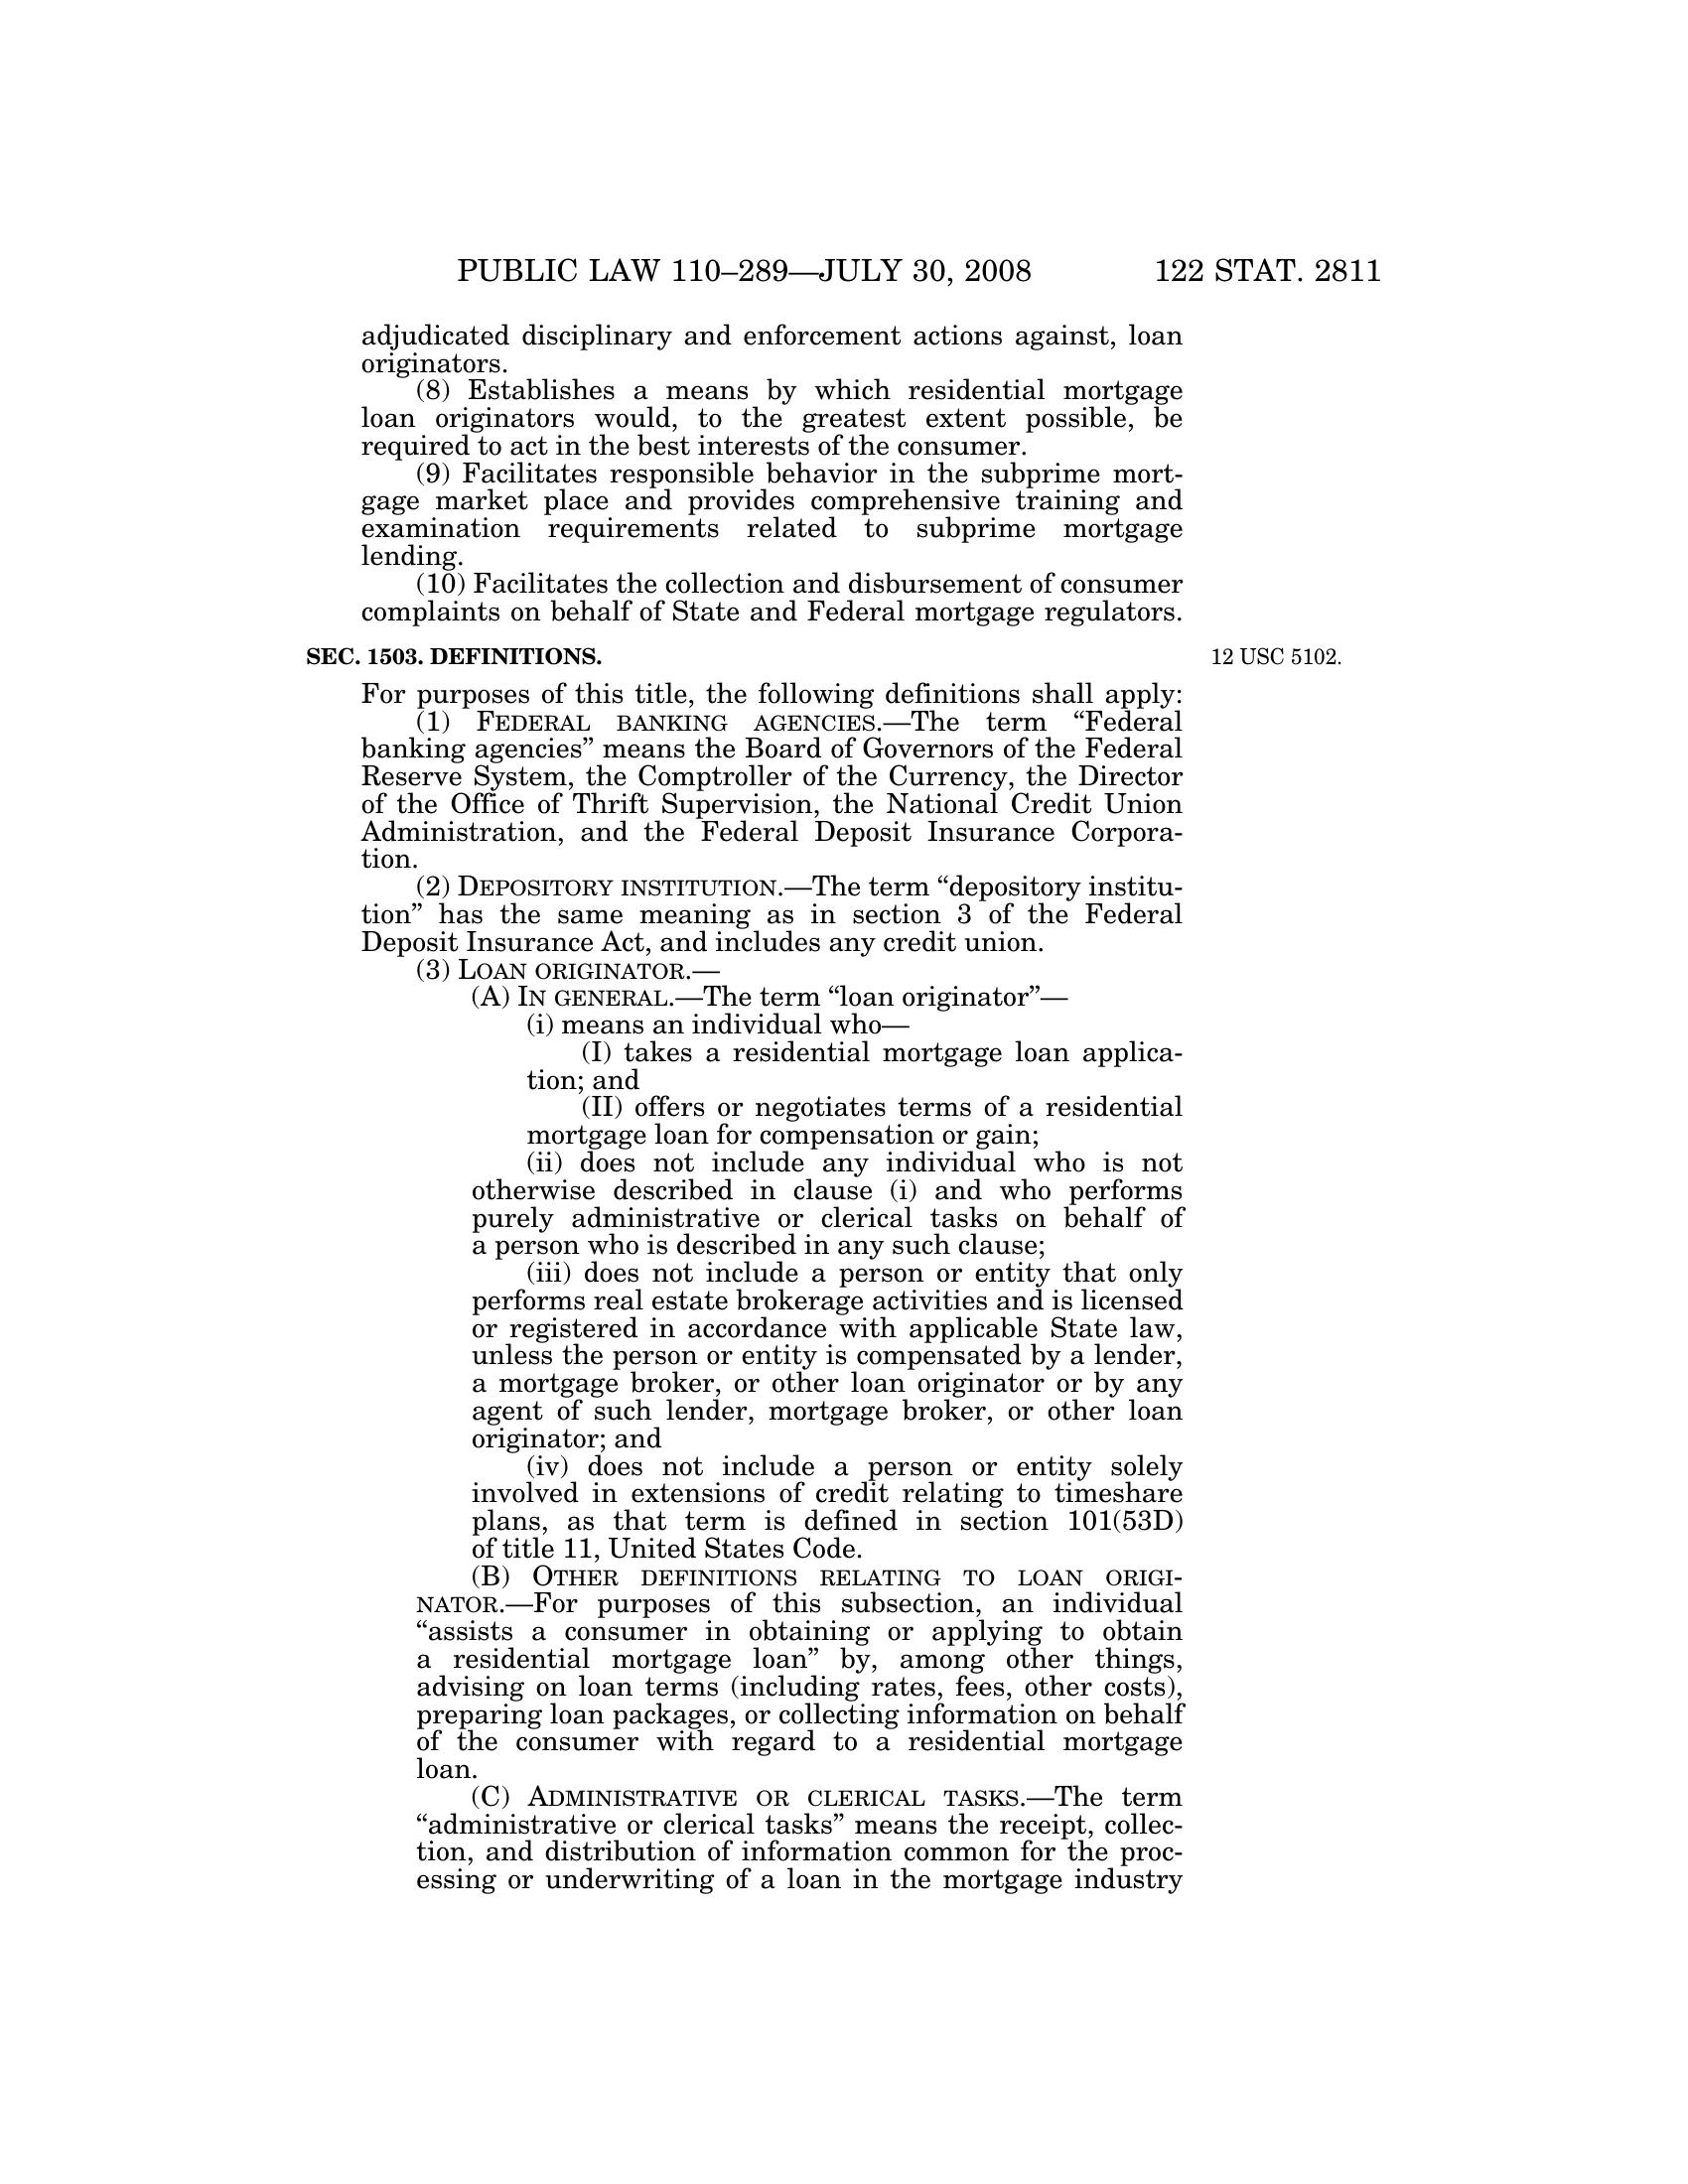 PUBLIC LAW 110–289—JULY 30, 2008 122 STAT. 2811
adjudicated disciplinary and enforcement actions against, loan
originators.
(8) Establishes a means by which residential mortgage
loan originators would, to the greatest extent possible, be
required to act in the best interests of the consumer.
(9) Facilitates responsible behavior in the subprime mort-
gage market place and provides comprehensive training and
examination requirements related to subprime mortgage
lending.
(10) Facilitates the collection and disbursement of consumer
complaints on behalf of State and Federal mortgage regulators.
SEC. 1503. DEFINITIONS. 12 USC 5102.
For purposes of this title, the following definitions shall apply:
(1) FEDERAL BANKING AGENCIES.—The term “Federal
banking agencies” means the Board of Governors of the Federal
Reserve System, the Comptroller of the Currency, the Director
of the Office of Thrift Supervision, the National Credit Union
Administration, and the Federal Deposit Insurance Corpora-
tion.
(2) DEPOSITORY INSTITUTION.—The term “depository institu-
tion” has the same meaning as in section 3 of the Federal
Deposit Insurance Act, and includes any credit union.
(3) LOAN ORIGINATOR.—
(A) IN GENERAL.—The term “loan originator”—
(i) means an individual who—
(I) takes a residential mortgage loan applica-
tion; and
(II) offers or negotiates terms of a residential
mortgage loan for compensation or gain;
(ii) does not include any individual who is not
otherwise described in clause (i) and who performs
purely administrative or clerical tasks on behalf of
a person who is described in any such clause;
(iii) does not include a person or entity that only
performs real estate brokerage activities and is licensed
or registered in accordance with applicable State law,
unless the person or entity is compensated by a lender,
a mortgage broker, or other loan originator or by any
agent of such lender, mortgage broker, or other loan
originator; and
(iv) does not include a person or entity solely
involved in extensions of credit relating to timeshare
plans, as that term is defined in section 101(53D)
of title 11, United States Code.
(B) OTHER DEFINITIONS RELATING TO LOAN ORIGI-
NATOR.—For purposes of this subsection, an individual
“assists a consumer in obtaining or applying to obtain
a residential mortgage loan” by, among other things,
advising on loan terms (including rates, fees, other costs),
preparing loan packages, or collecting information on behalf
of the consumer with regard to a residential mortgage
loan.
(C) ADMINISTRATIVE OR CLERICAL TASKS.—The term
“administrative or clerical tasks” means the receipt, collec-
tion, and distribution of information common for the proc-
essing or underwriting of a loan in the mortgage industry